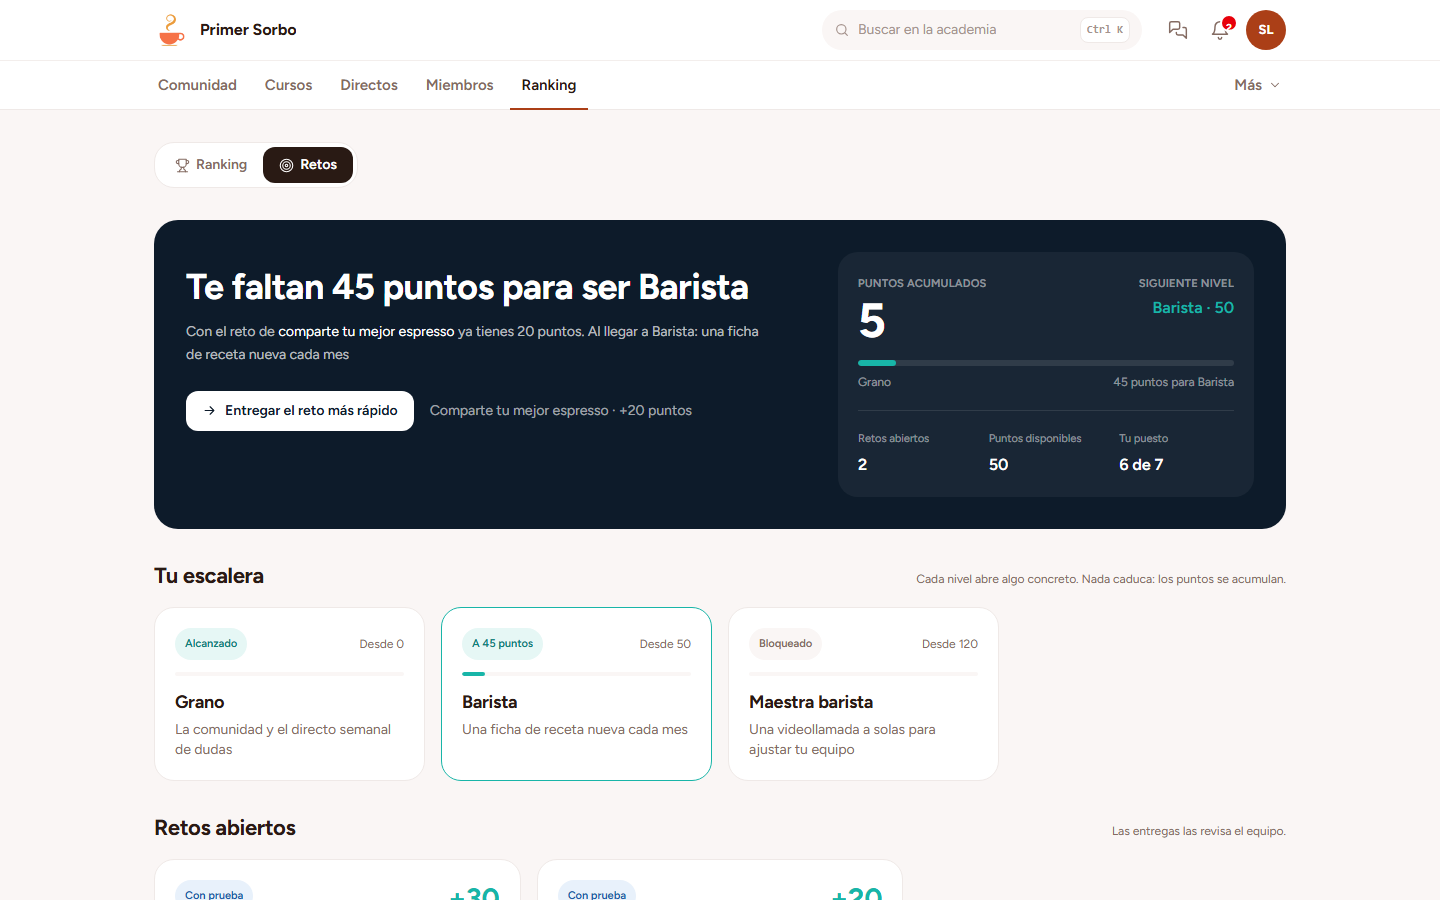 Primer Sorbo
Buscar en la academia
Ctrl K
2
SL
Comunidad
Cursos
Directos
Miembros
Ranking
Más
Ranking
Retos
Te faltan 45 puntos para ser Barista
Con el reto de comparte tu mejor espresso ya tienes 20 puntos. Al llegar a Barista: una ficha
de receta nueva cada mes
Entregar el reto más rápido
Comparte tu mejor espresso · +20 puntos
PUNTOS ACUMULADOS
5
SIGUIENTE NIVEL
Barista · 50
Grano
45 puntos para Barista
Retos abiertos
2
Puntos disponibles
50
Tu puesto
6 de 7
Tu escalera
Cada nivel abre algo concreto. Nada caduca: los puntos se acumulan.
Alcanzado
Desde 0
Grano
La comunidad y el directo semanal
de dudas
A 45 puntos
Desde 50
Barista
Una ficha de receta nueva cada mes
Bloqueado
Desde 120
Maestra barista
Una videollamada a solas para
ajustar tu equipo
Retos abiertos
Las entregas las revisa el equipo.
Con prueba
+30
Con prueba
+20